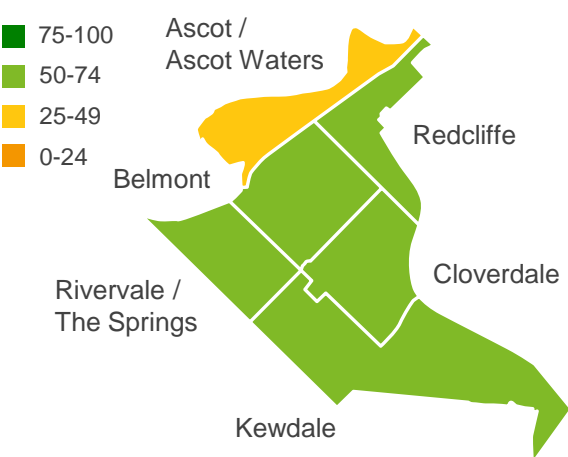 75-100
50-74
25-49
0-24
Ascot /
Ascot Waters
Redcliffe
Belmont
Cloverdale
Rivervale /
The Springs
Kewdale